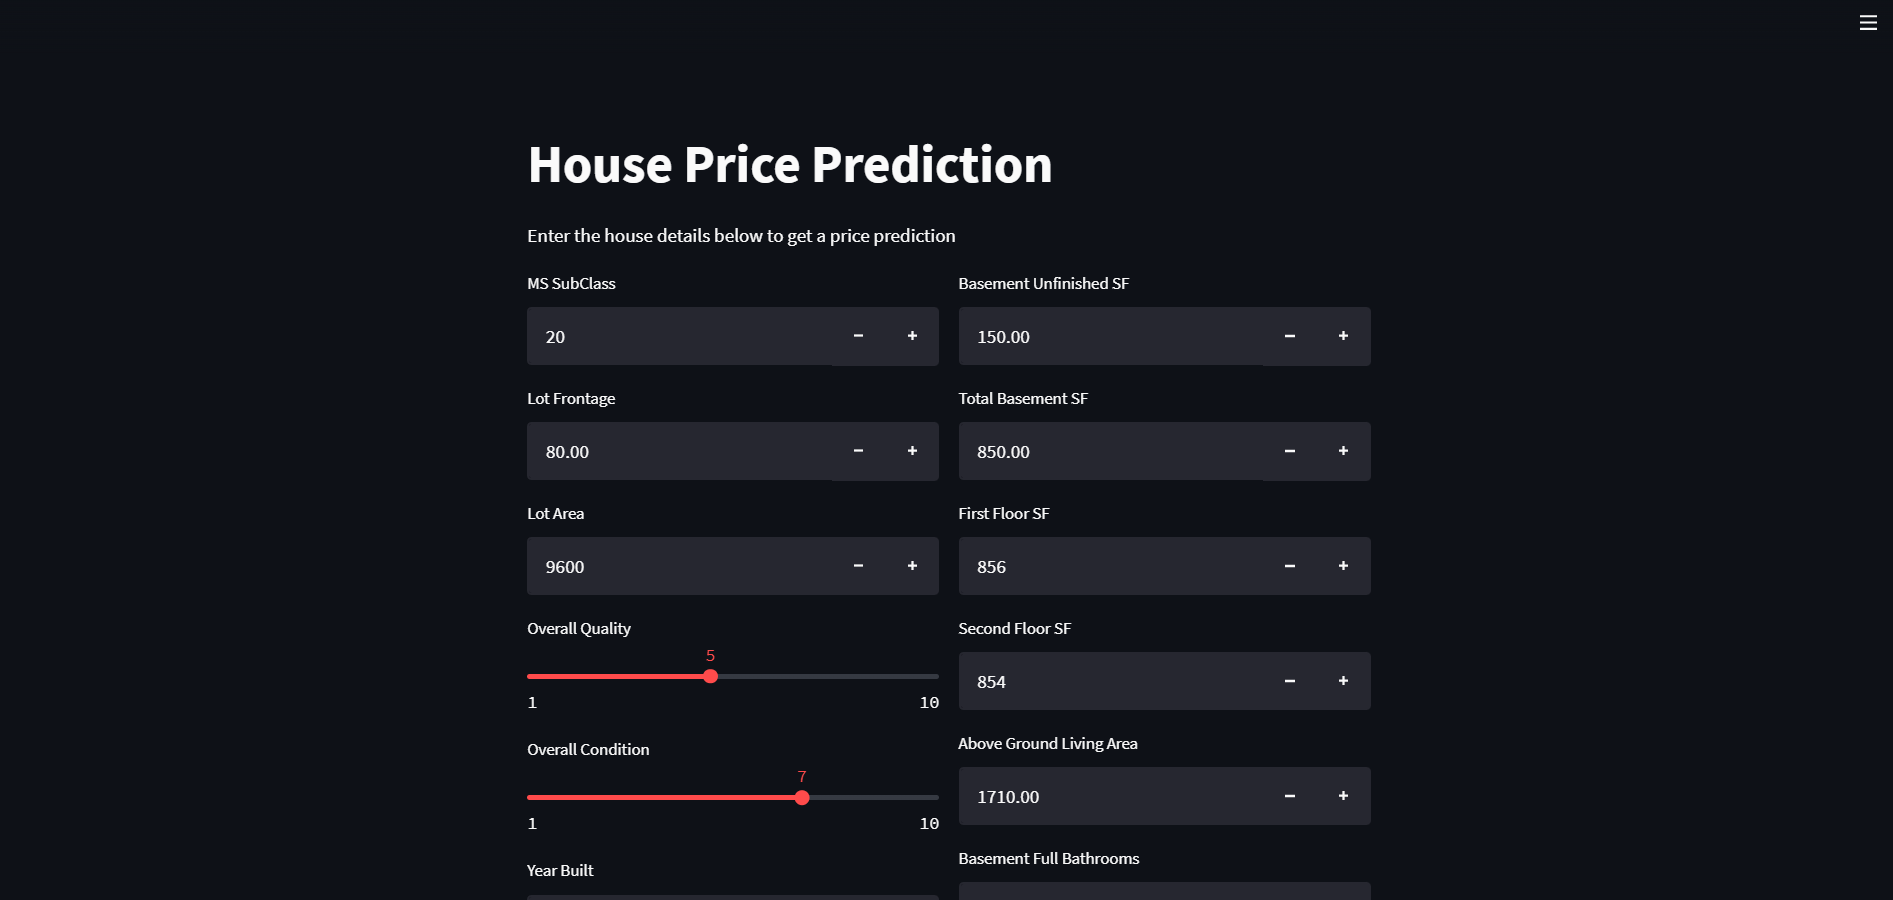 House Price Prediction
Enter the house details below to get a price prediction
MS SubClass
20
Lot Frontage
80.00
Lot Area
9600
Overall Quality
5
1 10
Overall Condition
7
1 10
Year Built
Basement Unfinished SF
150.00
Total Basement SF
850.00
First Floor SF
856
Second Floor SF
854
Above Ground Living Area
1710.00
Basement Full Bathrooms